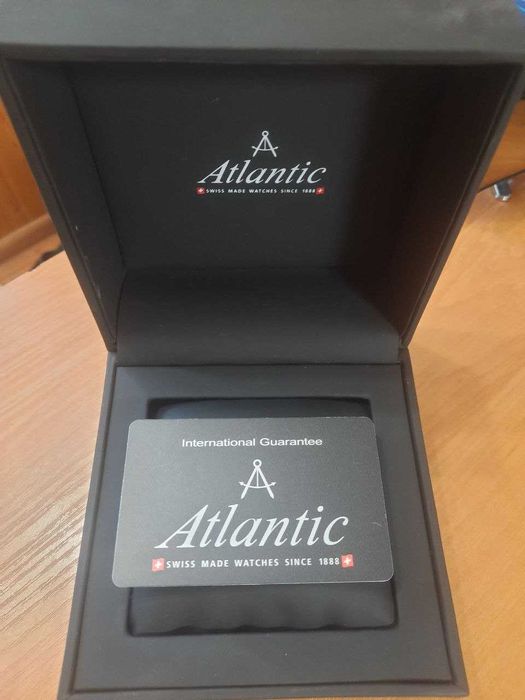 Atlantic
SWISS MADE WATCHES SINCE 1888
International Guarantee
Atlantic
SWISS MADE WATCHES SINCE 1888